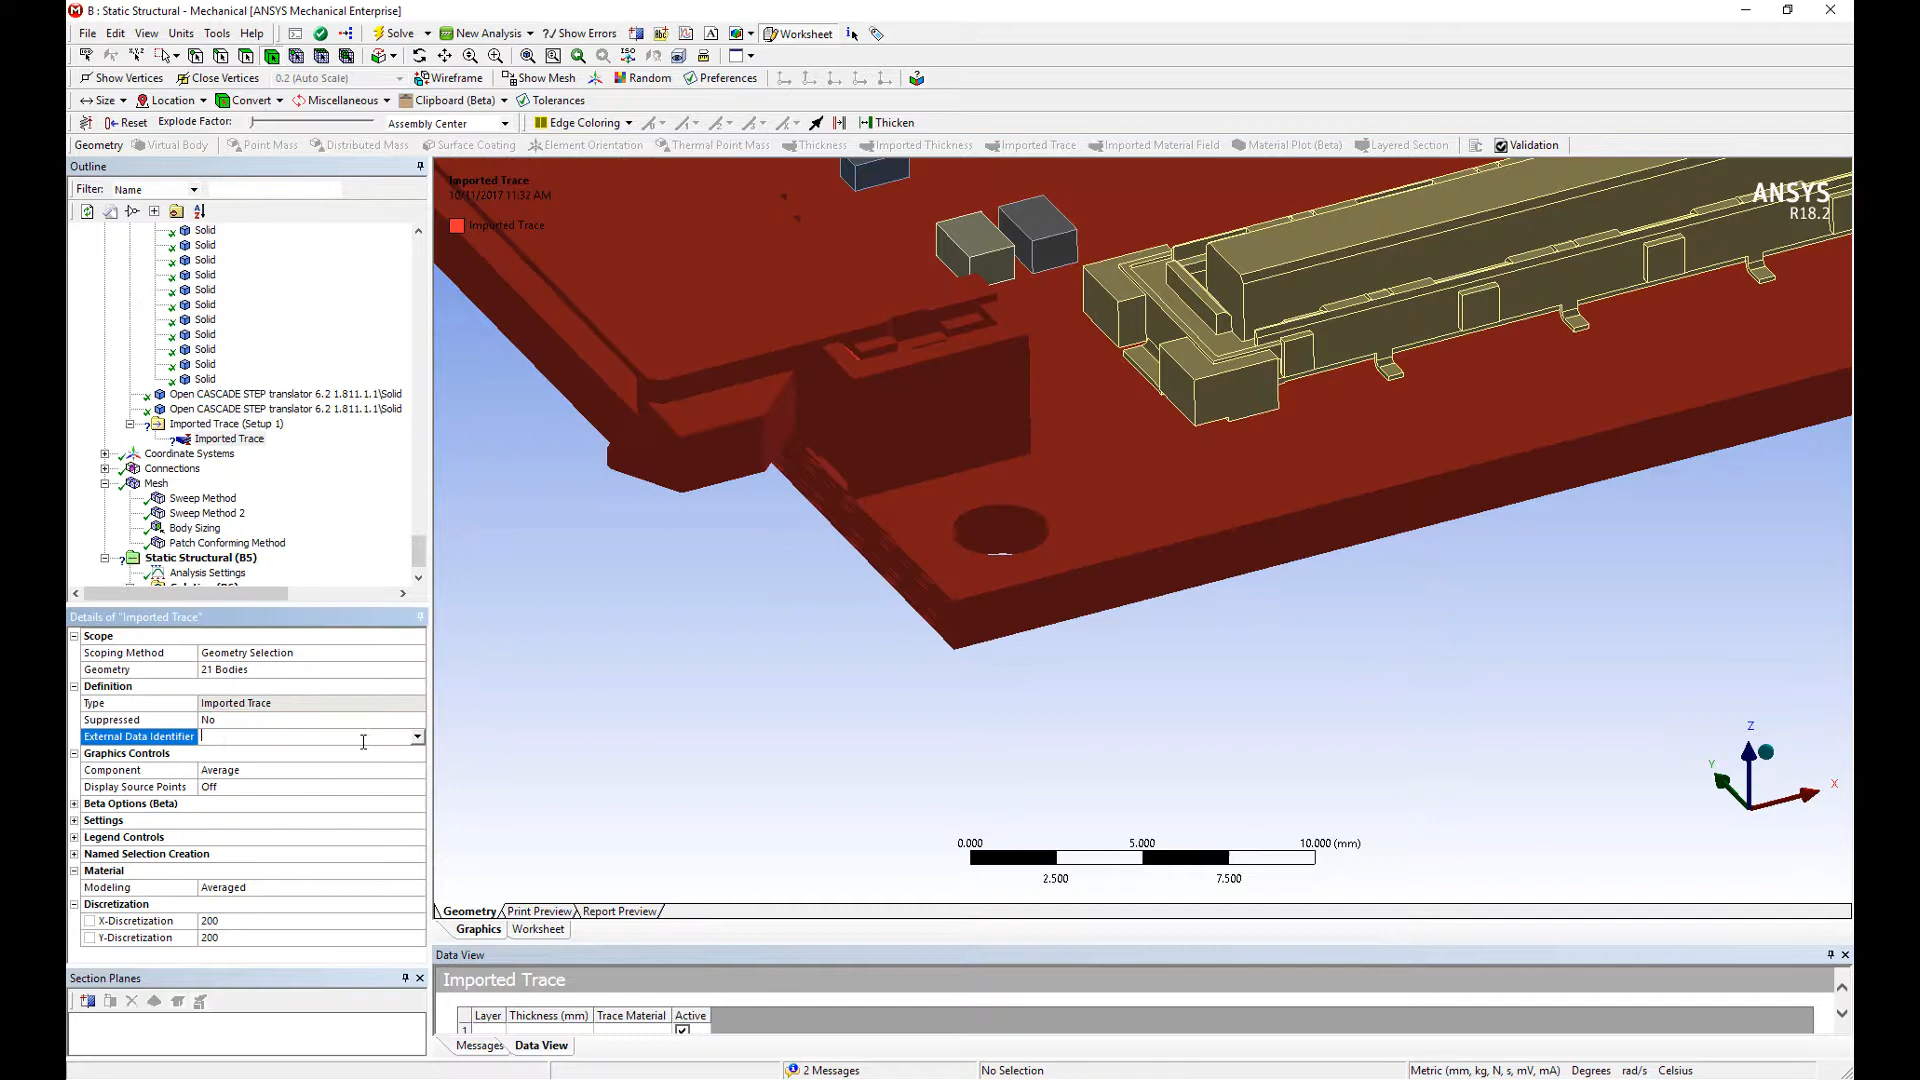 B : Static Structural - Mechanical [ANSYS Mechanical Enterprise]
File Edit View Units Tools Help Solve New Analysis ?/ Show Errors Worksheet
Show Vertices Close Vertices 0.2 (Auto Scale) Wireframe Show Mesh Random Preferences
Size Location Convert Miscellaneous Clipboard (Beta) Tolerances
Reset Explode Factor: Assembly Center Edge Coloring Thicken
Geometry Virtual Body Point Mass Distributed Mass Surface Coating Element Orientation Thermal Point Mass Thickness Imported Thickness Imported Trace Imported Material Field Material Plot (Beta) Layered Section Validation
Outline
Filter: Name
Solid
Solid
Solid
Solid
Solid
Solid
Solid
Solid
Solid
Solid
Solid
Open CASCADE STEP translator 6.2 1.811.1.1\Solid
Open CASCADE STEP translator 6.2 1.811.1.1\Solid
Imported Trace (Setup 1)
Imported Trace
Coordinate Systems
Connections
Mesh
Sweep Method
Sweep Method 2
Body Sizing
Patch Conforming Method
Static Structural (B5)
Analysis Settings
Details of "Imported Trace"
Scope
Scoping Method Geometry Selection
Geometry 21 Bodies
Definition
Type Imported Trace
Suppressed No
External Data Identifier
Graphics Controls
Component Average
Display Source Points Off
Beta Options (Beta)
Settings
Legend Controls
Named Selection Creation
Material
Modeling Averaged
Discretization
X-Discretization 200
Y-Discretization 200
Section Planes
Imported Trace
10/11/2017 11:32 AM
Imported Trace
ANSYS
R18.2
Z
Y
X
0.000 5.000 10.000 (mm)
2.500 7.500
Geometry Print Preview Report Preview
Graphics Worksheet
Data View
Imported Trace
Layer Thickness (mm) Trace Material Active
1
Messages Data View
2 Messages No Selection Metric (mm, kg, N, s, mV, mA) Degrees rad/s Celsius